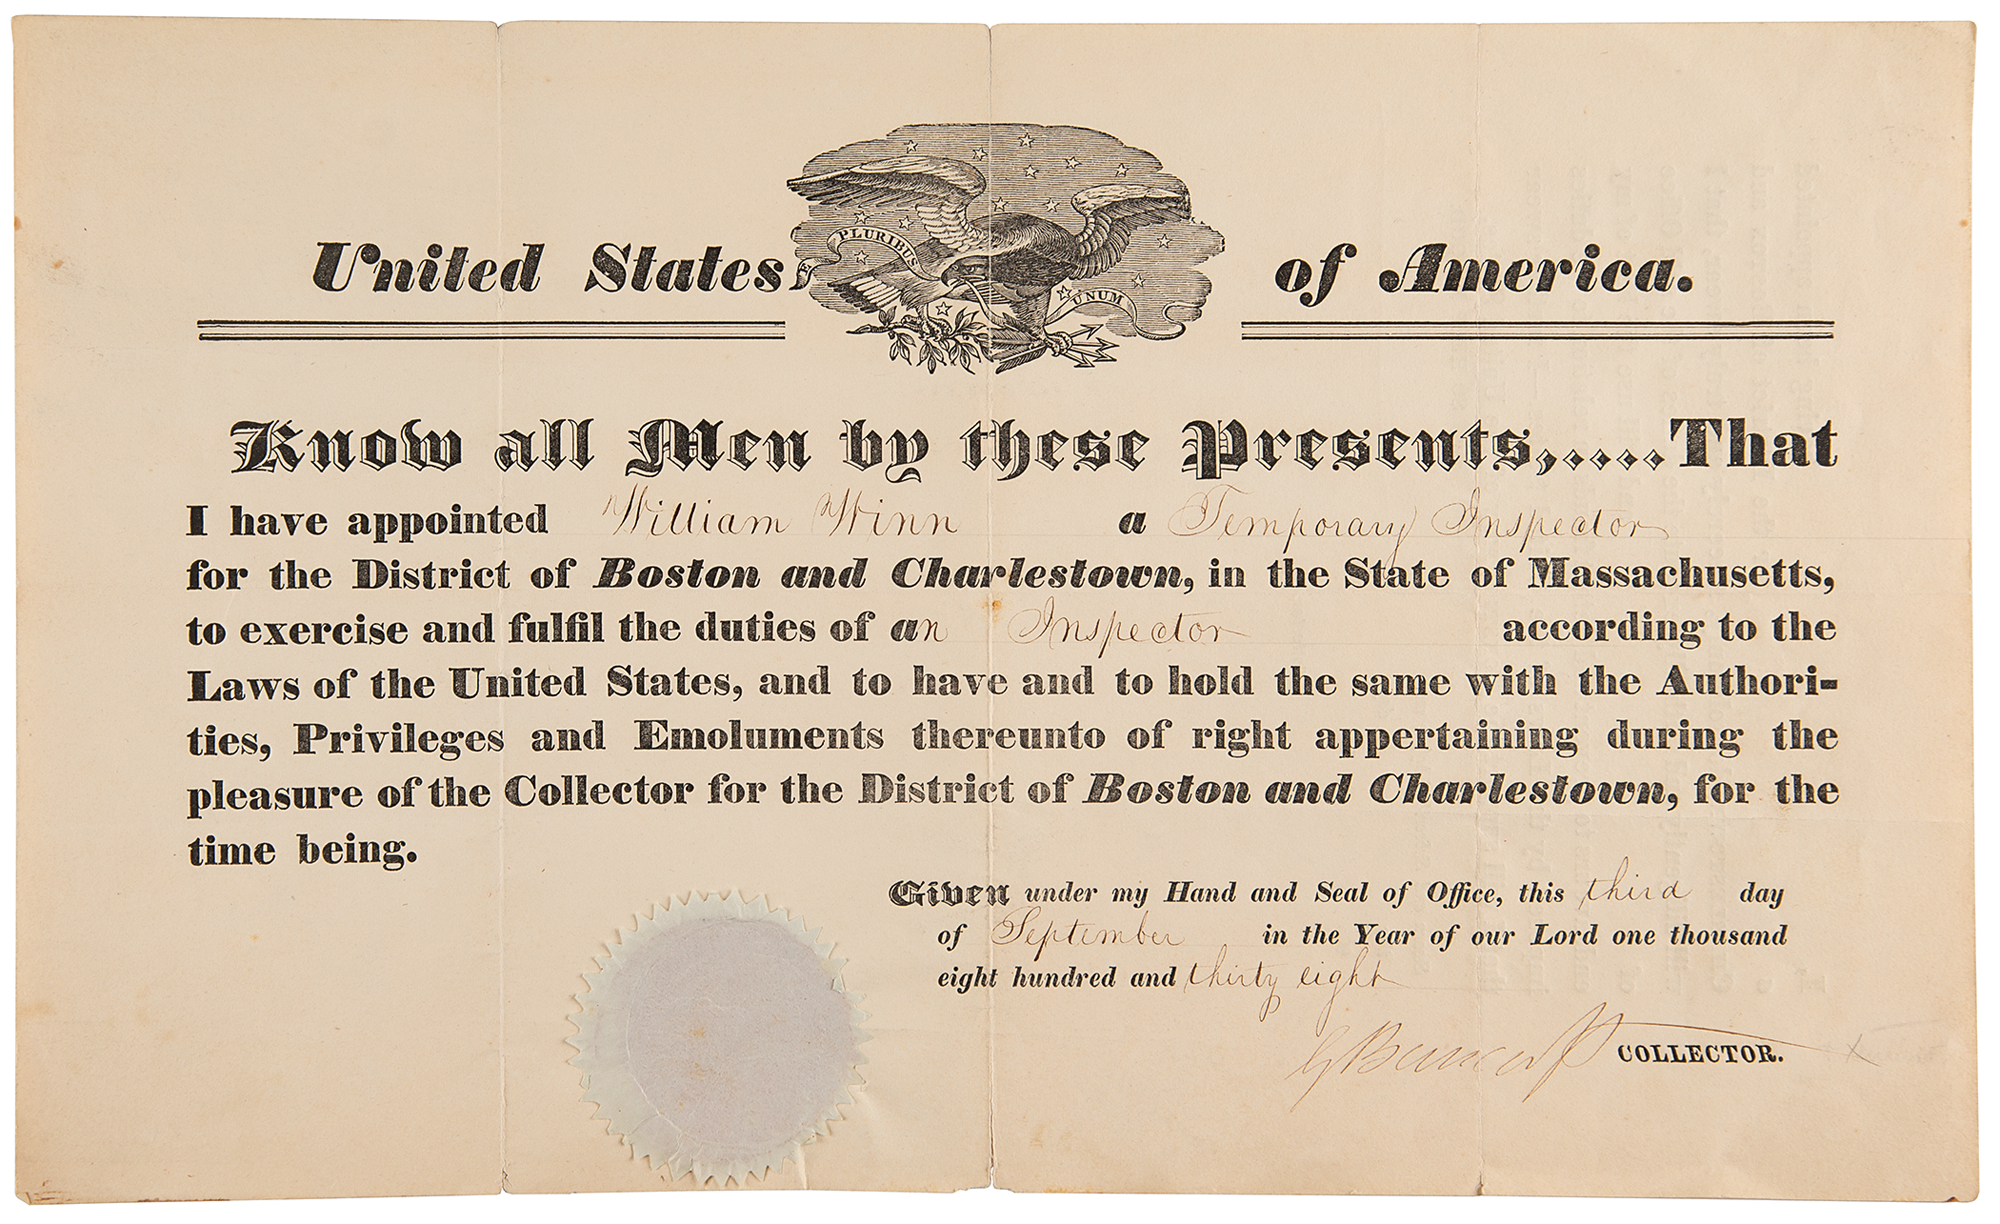 United States of America.
E PLURIBUS UNUM
Know all Men by these Presents,.....That
I have appointed William Winn a Temporary Inspector
for the District of Boston and Charlestown, in the State of Massachusetts,
to exercise and fulfil the duties of an Inspector according to the
Laws of the United States, and to have and to hold the same with the Authori-
ties, Privileges and Emoluments thereunto of right appertaining during the
pleasure of the Collector for the District of Boston and Charlestown, for the
time being.
Given under my Hand and Seal of Office, this third day
of September in the Year of our Lord one thousand
eight hundred and thirty eight
G Bancroft COLLECTOR.